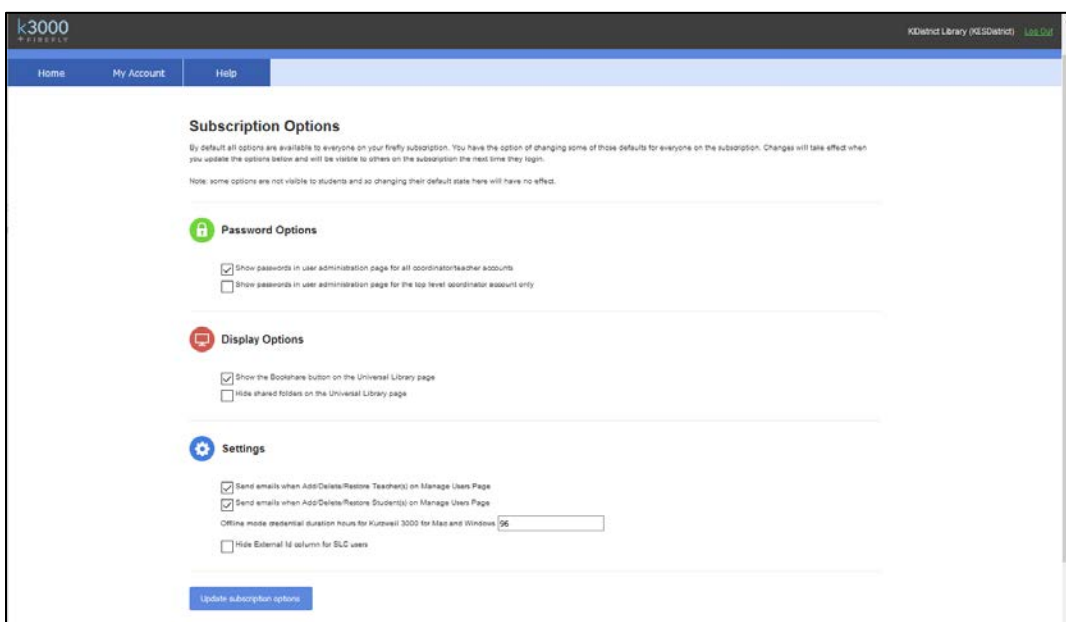 k3000
+ FIREFLY
KIDistrict Library (KESDistrict) Log Out
Home My Account Help
Subscription Options
By default all options are available to everyone on your firefly subscription. You have the option of changing some of those defaults for everyone on the subscription. Changes will take effect when
you update the options below and will be visible to others on the subscription the next time they login.
Note: some options are not visible to students and so changing their default state here will have no effect.
Password Options
Show passwords in user administration page for all coordinator/teacher accounts
Show passwords in user administration page for the top level coordinator account only
Display Options
Show the Bookshare button on the Universal Library page
Hide shared folders on the Universal Library page
Settings
Send emails when Add/Delete/Restore Teacher(s) on Manage Users Page
Send emails when Add/Delete/Restore Student(s) on Manage Users Page
Offline mode credential duration hours for Kurzweil 3000 for Mac and Windows 96
Hide External Id column for SLC users
Update subscription options